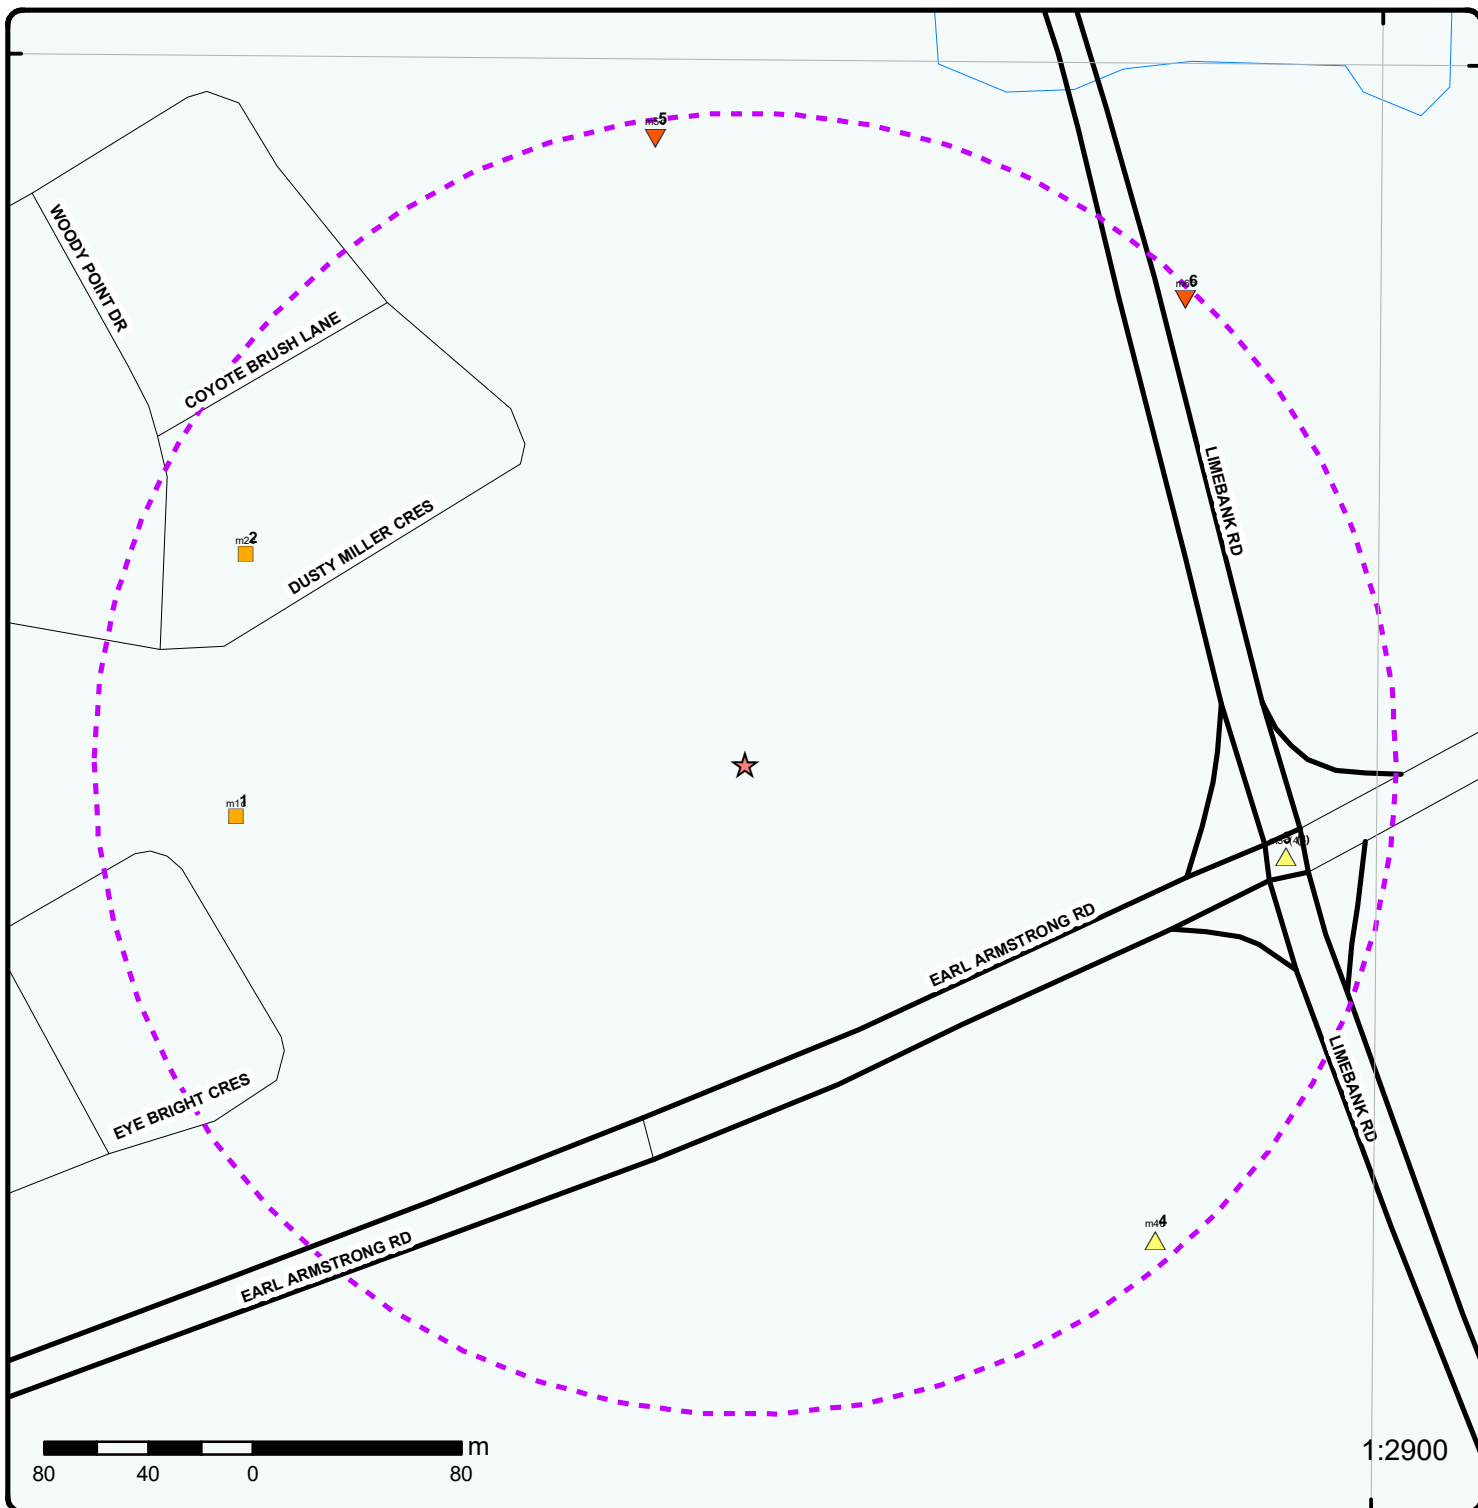 5
6
WOODY POINT DR
COYOTE BRUSH LANE
LIMEBANK RD
DUSTY MILLER CRES
2
1
3
EARL ARMSTRONG RD
LIMEBANK RD
EYE BRIGHT CRES
4
EARL ARMSTRONG RD
m
1:2900
80 40 0 80